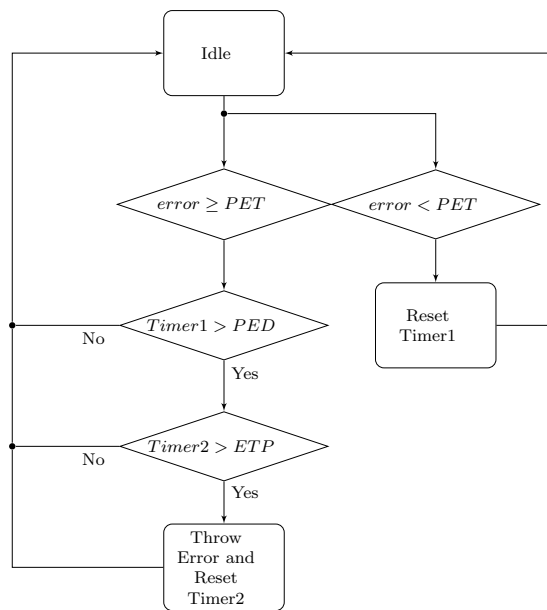 Idle
error ≥ PET
error < PET
Reset
Timer1
Timer1 > PED
No
Yes
Timer2 > ETP
No
Yes
Throw
Error and
Reset
Timer2